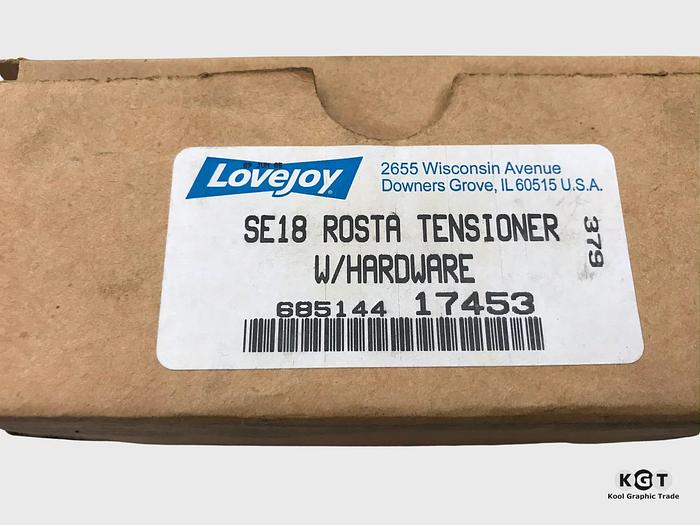 Lovejoy
2655 Wisconsin Avenue
Downers Grove, IL 60515 U.S.A.
SE18 ROSTA TENSIONER
W/HARDWARE
379
685144 17453
KGT
Kool Graphic Trade